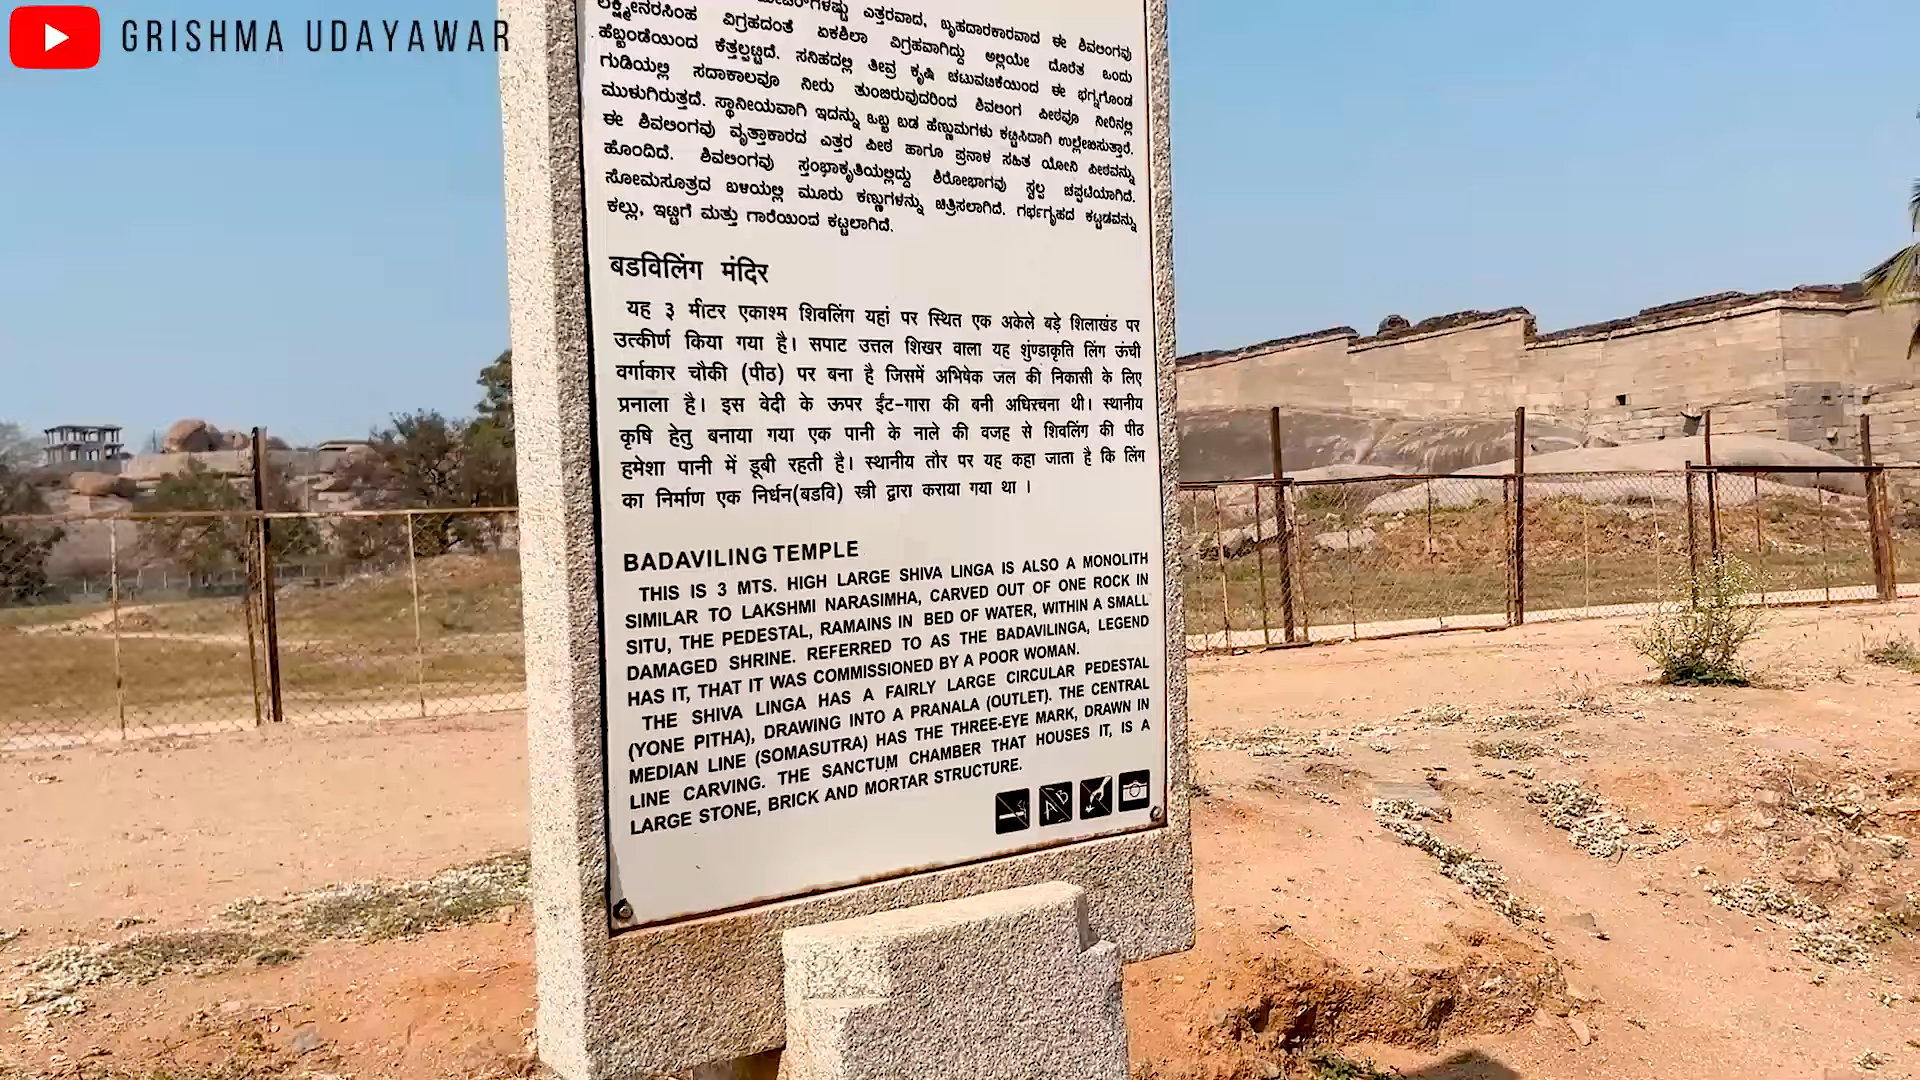 GRISHMA UDAYAWAR
ಎತ್ತರವಾದ, ಬೃಹದಾರಕಾರವಾದ ಈ ಶಿವಲಿಂಗವು
ಲಕ್ಷ್ಮೀನರಸಿಂಹ ವಿಗ್ರಹದಂತೆ ಏಕಶಿಲಾ ವಿಗ್ರಹವಾಗಿದ್ದು ಅಲ್ಲಿಯೇ ದೊರೆತ ಒಂದು
ಹೆಬ್ಬಂಡೆಯಿಂದ ಕೆತ್ತಲ್ಪಟ್ಟಿದೆ. ಸನಿಹದಲ್ಲಿ ತೀವ್ರ ಕೃಷಿ ಚಟುವಟಿಕೆಯಿಂದ ಈ ಭಗ್ನಗೊಂಡ
ಗುಡಿಯಲ್ಲಿ ಸದಾಕಾಲವೂ ನೀರು ತುಂಬಿರುವುದರಿಂದ ಶಿವಲಿಂಗ ಪೀಠವೂ ನೀರಿನಲ್ಲಿ
ಮುಳುಗಿರುತ್ತದೆ. ಸ್ಥಾನೀಯವಾಗಿ ಇದನ್ನು ಒಬ್ಬ ಬಡ ಹೆಣ್ಣುಮಗಳು ಕಟ್ಟಿಸಿದಾಗಿ ಉಲ್ಲೇಖಿಸುತ್ತಾರೆ.
ಈ ಶಿವಲಿಂಗವು ವೃತ್ತಾಕಾರದ ಎತ್ತರ ಪೀಠ ಹಾಗೂ ಪ್ರನಾಳ ಸಹಿತ ಯೋನಿ ಪೀಠವನ್ನು
ಹೊಂದಿದೆ. ಶಿವಲಿಂಗವು ಸ್ತಂಭಾಕೃತಿಯಲ್ಲಿದ್ದು ಶಿರೋಭಾಗವು ಸ್ವಲ್ಪ ಚಪ್ಪಟೆಯಾಗಿದೆ.
ಸೋಮಸೂತ್ರದ ಬಳಿಯಲ್ಲಿ ಮೂರು ಕಣ್ಣುಗಳನ್ನು ಚಿತ್ರಿಸಲಾಗಿದೆ. ಗರ್ಭಗೃಹದ ಕಟ್ಟಡವನ್ನು
ಕಲ್ಲು, ಇಟ್ಟಿಗೆ ಮತ್ತು ಗಾರೆಯಿಂದ ಕಟ್ಟಲಾಗಿದೆ.
बडविलिंग मंदिर
यह ३ मीटर एकाश्म शिवलिंग यहां पर स्थित एक अकेले बड़े शिलाखंड पर
उत्कीर्ण किया गया है। सपाट उत्तल शिखर वाला यह शुंण्डाकृति लिंग ऊंची
वर्गाकार चौकी (पीठ) पर बना है जिसमें अभिषेक जल की निकासी के लिए
प्रनाला है। इस वेदी के ऊपर ईंट-गारा की बनी अधिरचना थी। स्थानीय
कृषि हेतु बनाया गया एक पानी के नाले की वजह से शिवलिंग की पीठ
हमेशा पानी में डूबी रहती है। स्थानीय तौर पर यह कहा जाता है कि लिंग
का निर्माण एक निर्धन(बडवि) स्त्री द्वारा कराया गया था ।
BADAVILING TEMPLE
THIS IS 3 MTS. HIGH LARGE SHIVA LINGA IS ALSO A MONOLITH
SIMILAR TO LAKSHMI NARASIMHA, CARVED OUT OF ONE ROCK IN
SITU, THE PEDESTAL, RAMAINS IN BED OF WATER, WITHIN A SMALL
DAMAGED SHRINE. REFERRED TO AS THE BADAVILINGA, LEGEND
HAS IT, THAT IT WAS COMMISSIONED BY A POOR WOMAN.
THE SHIVA LINGA HAS A FAIRLY LARGE CIRCULAR PEDESTAL
(YONE PITHA), DRAWING INTO A PRANALA (OUTLET). THE CENTRAL
MEDIAN LINE (SOMASUTRA) HAS THE THREE-EYE MARK, DRAWN IN
LINE CARVING. THE SANCTUM CHAMBER THAT HOUSES IT, IS A
LARGE STONE, BRICK AND MORTAR STRUCTURE.